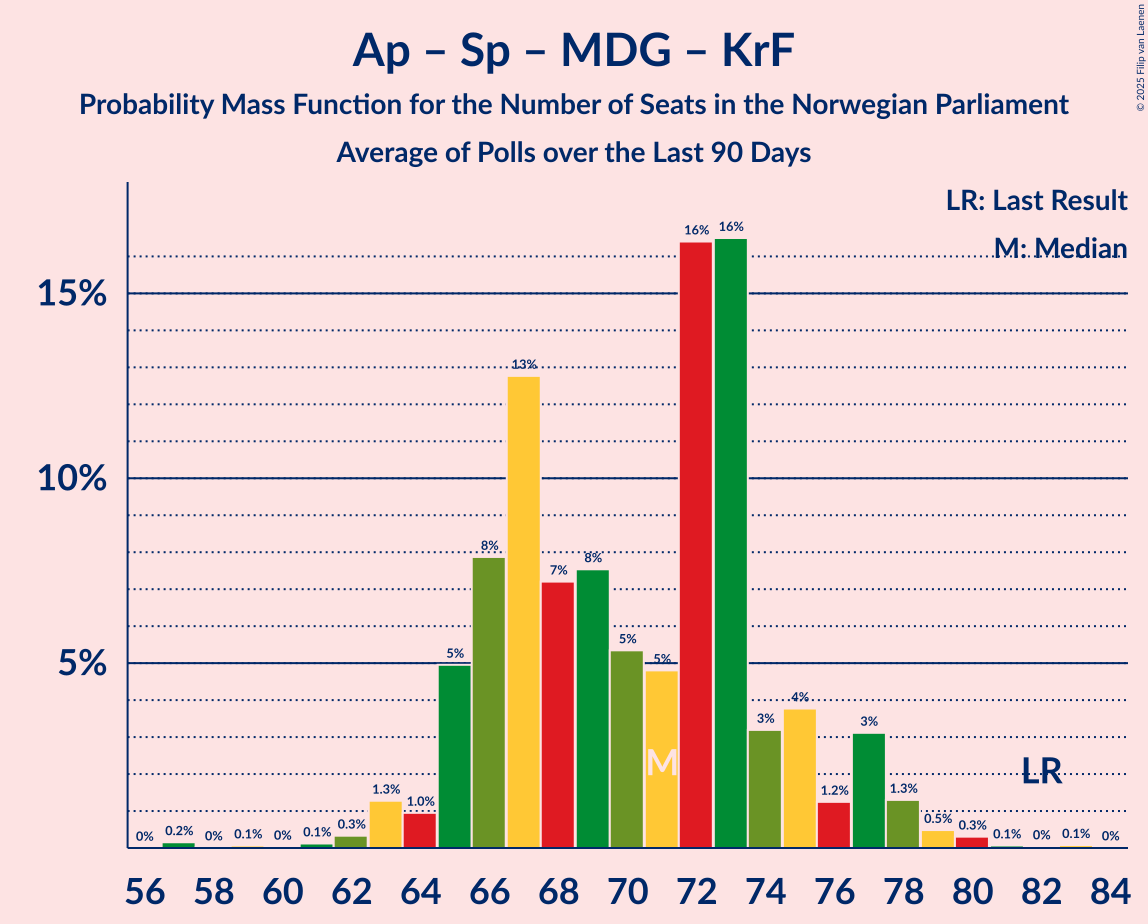 Ap – Sp – MDG – KrF
Probability Mass Function for the Number of Seats in the Norwegian Parliament
Average of Polls over the Last 90 Days
© 2025 Filip van Laenen
LR: Last Result
M: Median
15%
10%
5%
0% 0.2% 0% 0.1% 0% 0.1% 0.3% 1.3% 1.0% 5% 8% 13% 7% 8% 5% 5% 16% 16% 3% 4% 1.2% 3% 1.3% 0.5% 0.3% 0.1% 0% 0.1% 0%
M
LR
56 58 60 62 64 66 68 70 72 74 76 78 80 82 84